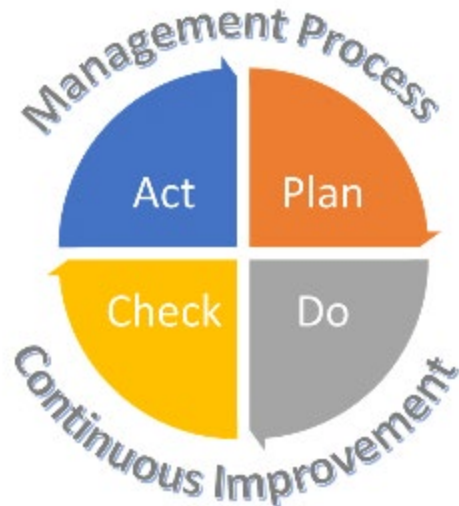 Management Process
Act
Plan
Check
Do
Continuous Improvement